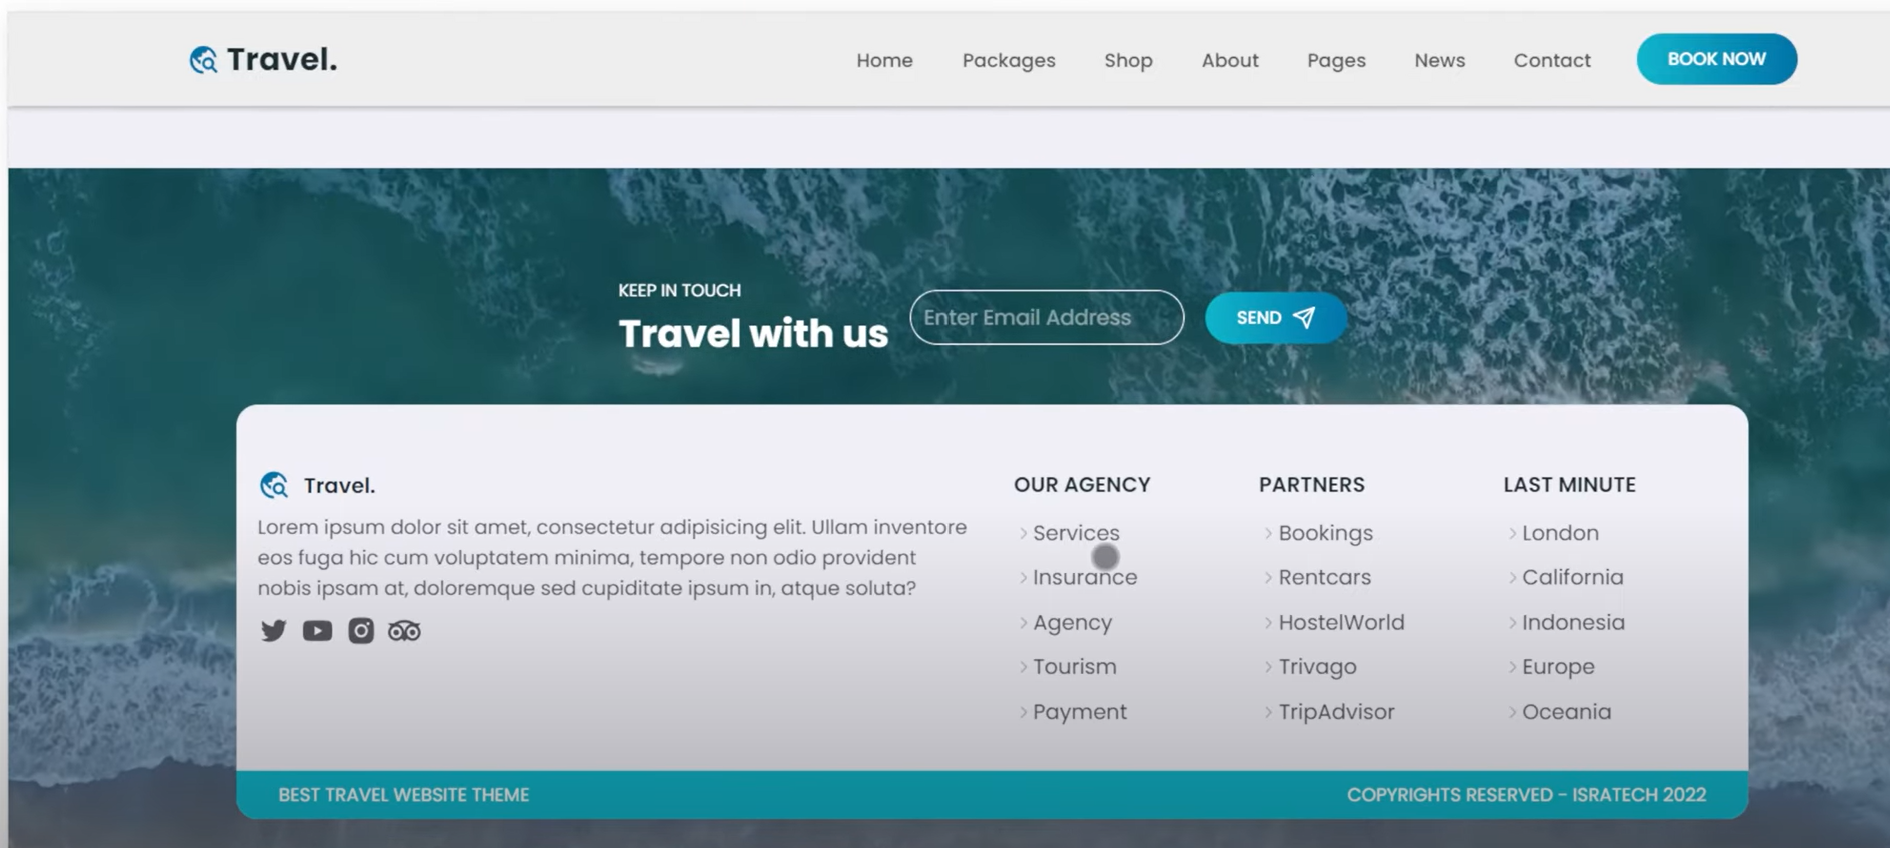 Travel.
Home Packages Shop About Pages News Contact BOOK NOW
KEEP IN TOUCH
Travel with us
Enter Email Address
SEND
Travel.
Lorem ipsum dolor sit amet, consectetur adipisicing elit. Ullam inventore
eos fuga hic cum voluptatem minima, tempore non odio provident
nobis ipsam at, doloremque sed cupiditate ipsum in, atque soluta?
OUR AGENCY
Services
Insurance
Agency
Tourism
Payment
PARTNERS
Bookings
Rentcars
HostelWorld
Trivago
TripAdvisor
LAST MINUTE
London
California
Indonesia
Europe
Oceania
BEST TRAVEL WEBSITE THEME
COPYRIGHTS RESERVED - ISRATECH 2022